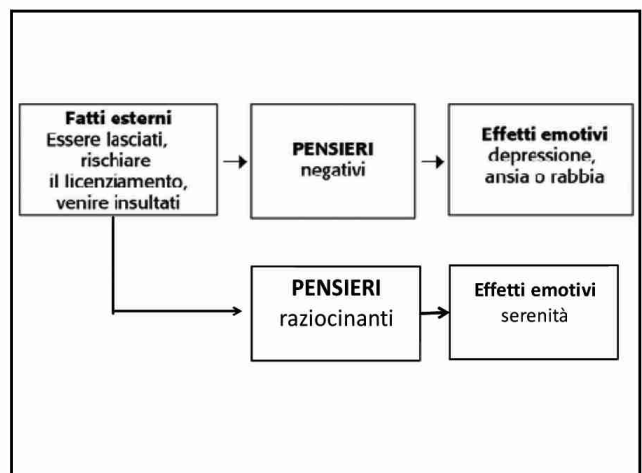 Fatti esterni
Essere lasciati,
rischiare
il licenziamento,
venire insultati
PENSIERI
negativi
Effetti emotivi
depressione,
ansia o rabbia
PENSIERI
raziocinanti
Effetti emotivi
serenità